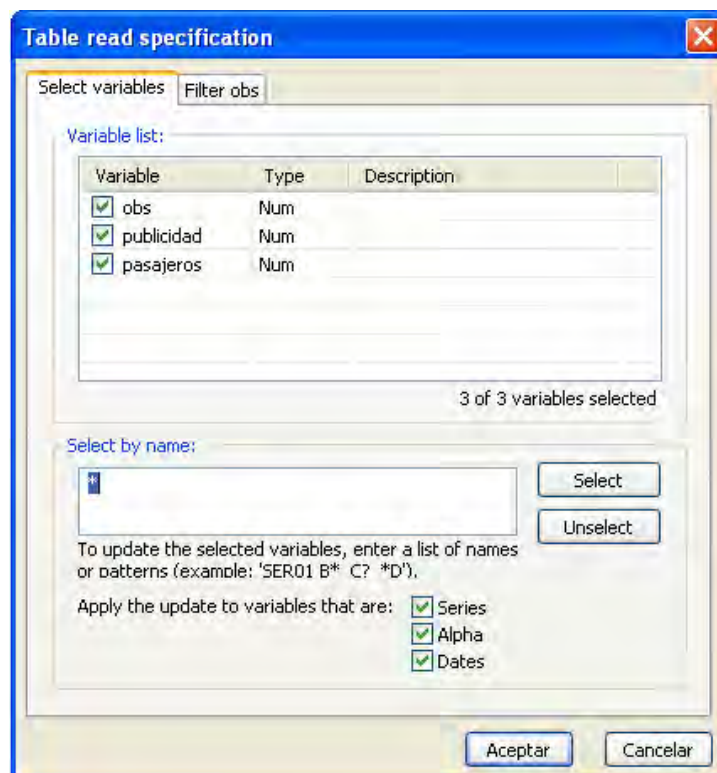 Table read specification
Select variables Filter obs
Variable list:
Variable Type Description
obs Num
publicidad Num
pasajeros Num
3 of 3 variables selected
Select by name:
*
Select
Unselect
To update the selected variables, enter a list of names
or patterns (example: 'SER01 B* C? *D').
Apply the update to variables that are:
Series
Alpha
Dates
Aceptar Cancelar